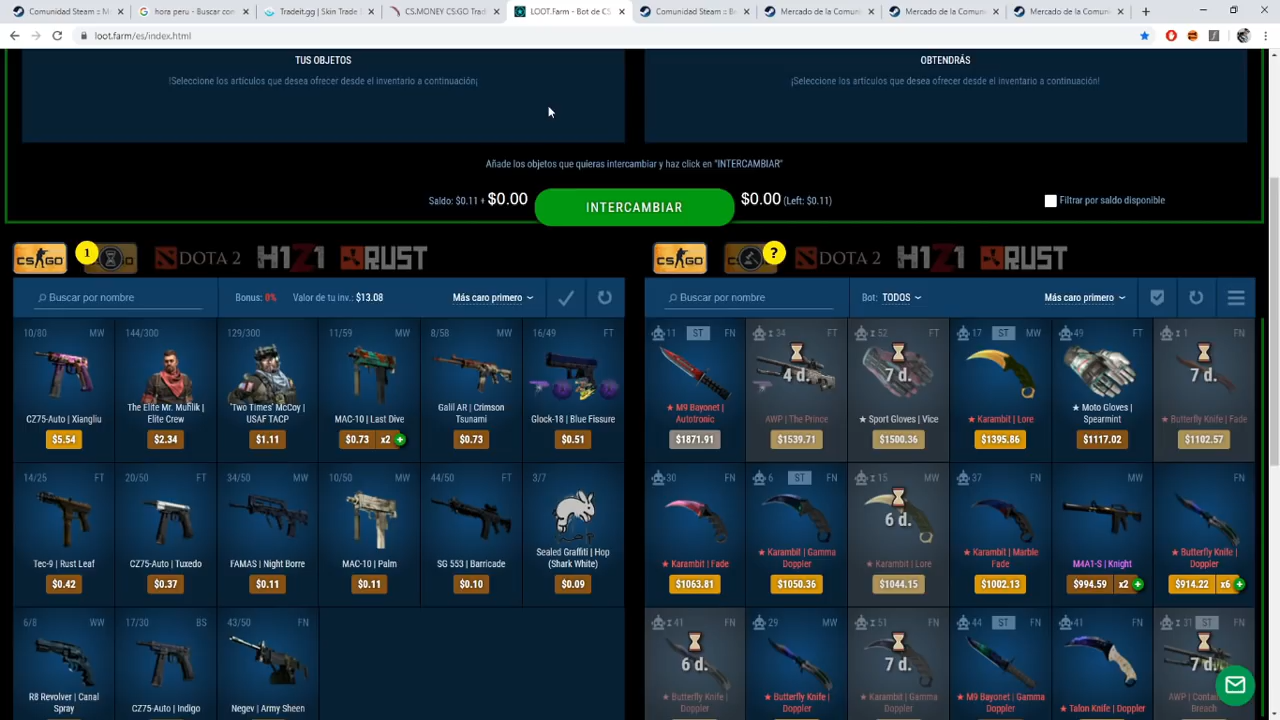 Comunidad Steam :: M
hora peru - Buscar con
Tradeit.gg | Skin Trade
CS.MONEY CS:GO Trad
LOOT.Farm - Bot de CS
Comunidad Steam :: B
Mercado de la Comuni
Mercado de la Comuni
Mercado de la Comuni
loot.farm/es/index.html
TUS OBJETOS
!Seleccione los artículos que desea ofrecer desde el inventario a continuación¡
OBTENDRÁS
¡Seleccione los artículos que desea ofrecer desde el inventario a continuación!
Añade los objetos que quieras intercambiar y haz click en "INTERCAMBIAR"
Saldo: $0.11 + $0.00
INTERCAMBIAR
$0.00 (Left: $0.11)
Filtrar por saldo disponible
CS GO 1 DOTA 2 H1Z1 RUST
CS GO ? DOTA 2 H1Z1 RUST
Buscar por nombre
Bonus: 0%
Valor de tu inv.: $13.08
Más caro primero
Buscar por nombre
Bot: TODOS
Más caro primero
10/80 MW
CZ75-Auto | Xiangliu
$5.54
144/300
The Elite Mr. Muhlik |
Elite Crew
$2.34
129/300
'Two Times' McCoy |
USAF TACP
$1.11
11/59 MW
MAC-10 | Last Dive
$0.73 x2
8/58 MW
Galil AR | Crimson
Tsunami
$0.73
16/49 FT
Glock-18 | Blue Fissure
$0.51
14/25 FT
Tec-9 | Rust Leaf
$0.42
20/50 FT
CZ75-Auto | Tuxedo
$0.37
34/50 MW
FAMAS | Night Borre
$0.11
10/50 MW
MAC-10 | Palm
$0.11
44/50 FT
SG 553 | Barricade
$0.10
3/7
Sealed Graffiti | Hop
(Shark White)
$0.09
6/8 WW
R8 Revolver | Canal
Spray
17/30 BS
CZ75-Auto | Indigo
43/50 FN
Negev | Army Sheen
11 ST FN
★ M9 Bayonet |
Autotronic
$1871.91
34 FT
4 d.
AWP | The Prince
$1539.71
52 FT
7 d.
★ Sport Gloves | Vice
$1500.36
17 ST MW
★ Karambit | Lore
$1395.86
49 FT
★ Moto Gloves |
Spearmint
$1117.02
1 FN
7 d.
★ Butterfly Knife | Fade
$1102.57
30 FN
★ Karambit | Fade
$1063.81
6 ST FN
★ Karambit | Gamma
Doppler
$1050.36
15 MW
6 d.
★ Karambit | Lore
$1044.15
37 FN
★ Karambit | Marble
Fade
$1002.13
MW
M4A1-S | Knight
$994.59 x2
FN
★ Butterfly Knife |
Doppler
$914.22 x6
41 FN
6 d.
★ Butterfly Knife |
Doppler
29 MW
★ Butterfly Knife |
Doppler
51 FN
7 d.
★ Karambit | Gamma
Doppler
44 ST FN
★ M9 Bayonet | Gamma
Doppler
41 FN
★ Talon Knife | Doppler
31 ST
7 d.
AWP |
Breach